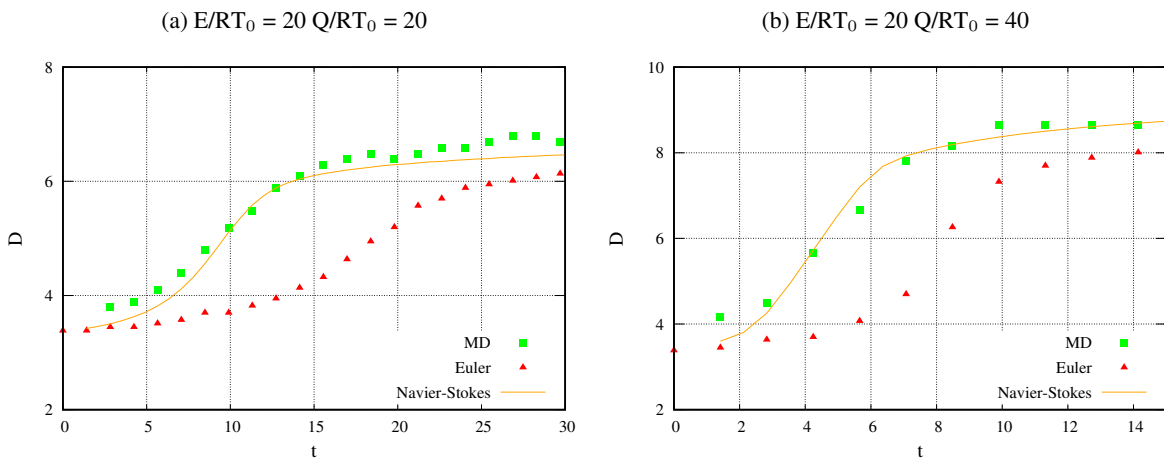 (a) E/RT₀ = 20 Q/RT₀ = 20
8
6
4
2
D
0 5 10 15 20 25 30
t
MD
Euler
Navier-Stokes
(b) E/RT₀ = 20 Q/RT₀ = 40
10
8
6
4
2
D
0 2 4 6 8 10 12 14
t
MD
Euler
Navier-Stokes